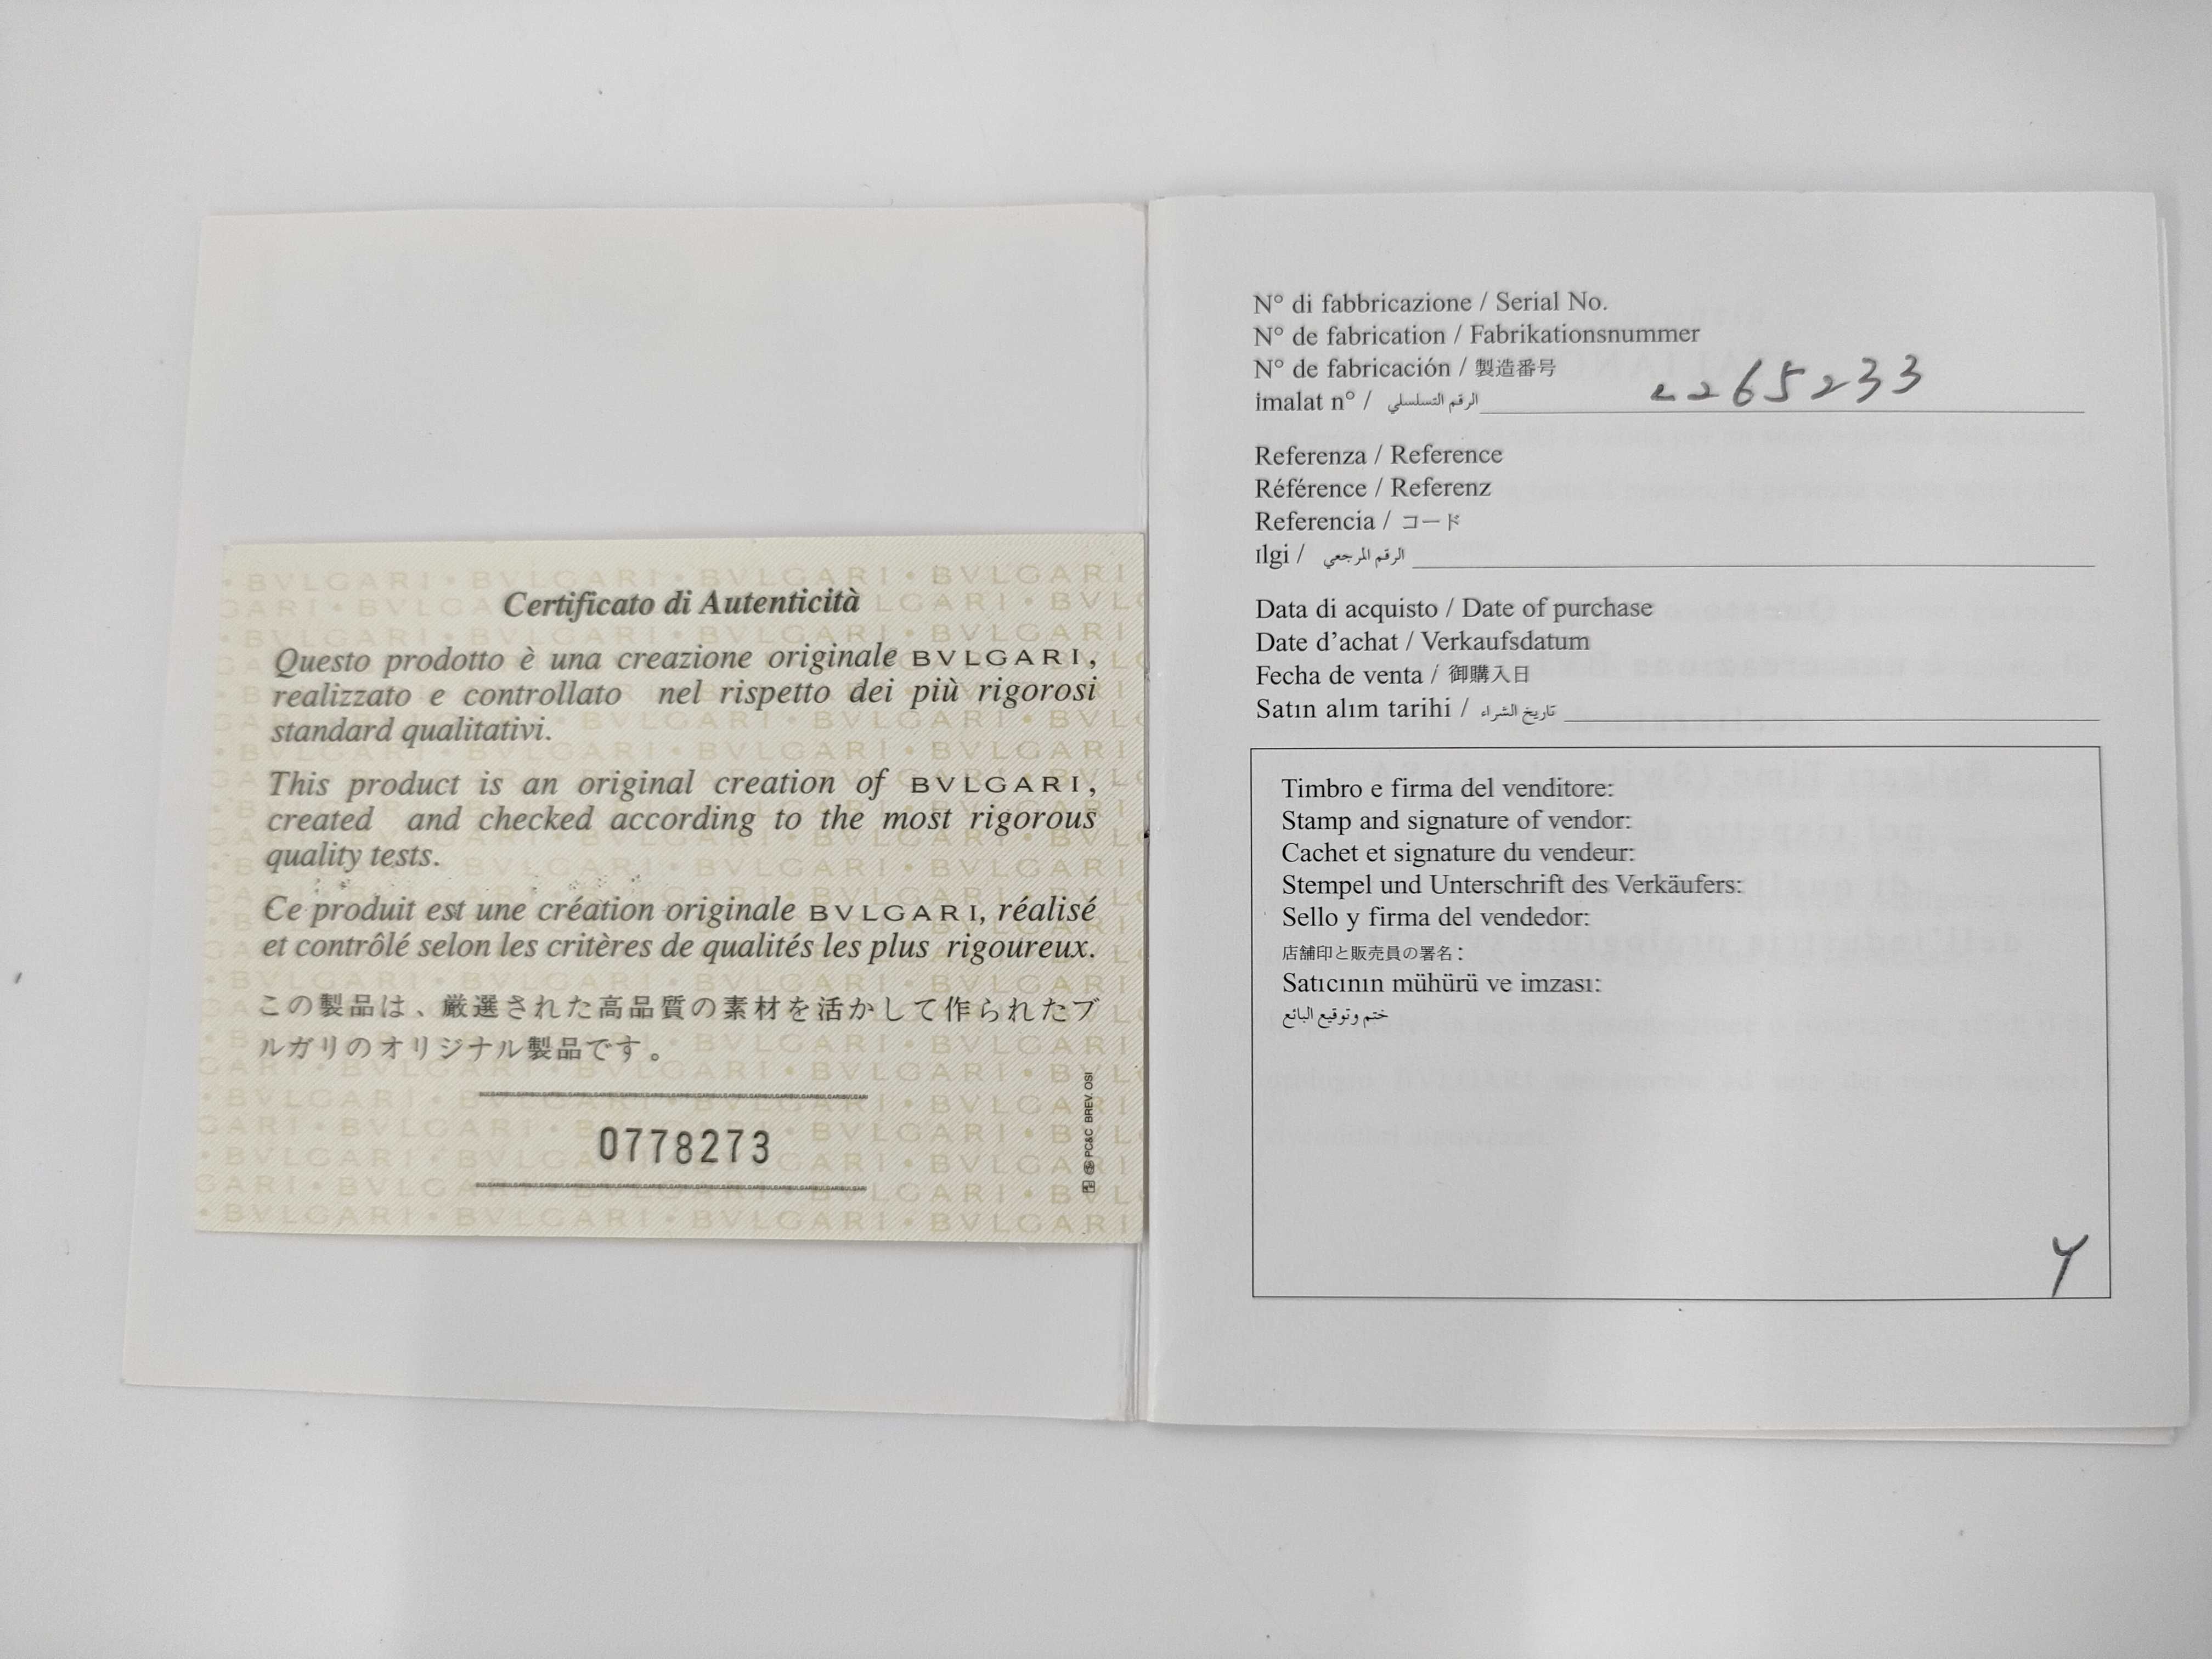 Certificato di Autenticità
Questo prodotto è una creazione originale BVLGARI,
realizzato e controllato nel rispetto dei più rigorosi
standard qualitativi.
This product is an original creation of BVLGARI,
created and checked according to the most rigorous
quality tests.
Ce produit est une création originale BVLGARI, réalisé
et contrôlé selon les critères de qualités les plus rigoureux.
この製品は、厳選された高品質の素材を活かして作られたブ
ルガリのオリジナル製品です。
0778273
PC&C BREV. OSI
N° di fabbricazione / Serial No.
N° de fabrication / Fabrikationsnummer
N° de fabricación / 製造番号
imalat n° / الرقم التسلسلي 2265233
Referenza / Reference
Référence / Referenz
Referencia / コード
ılgi / الرقم المرجعي
Data di acquisto / Date of purchase
Date d'achat / Verkaufsdatum
Fecha de venta / 御購入日
Satın alım tarihi / تاريخ الشراء
Timbro e firma del venditore:
Stamp and signature of vendor:
Cachet et signature du vendeur:
Stempel und Unterschrift des Verkäufers:
Sello y firma del vendedor:
店舗印と販売員の署名：
Satıcının mühürü ve imzası:
ختم وتوقيع البائع